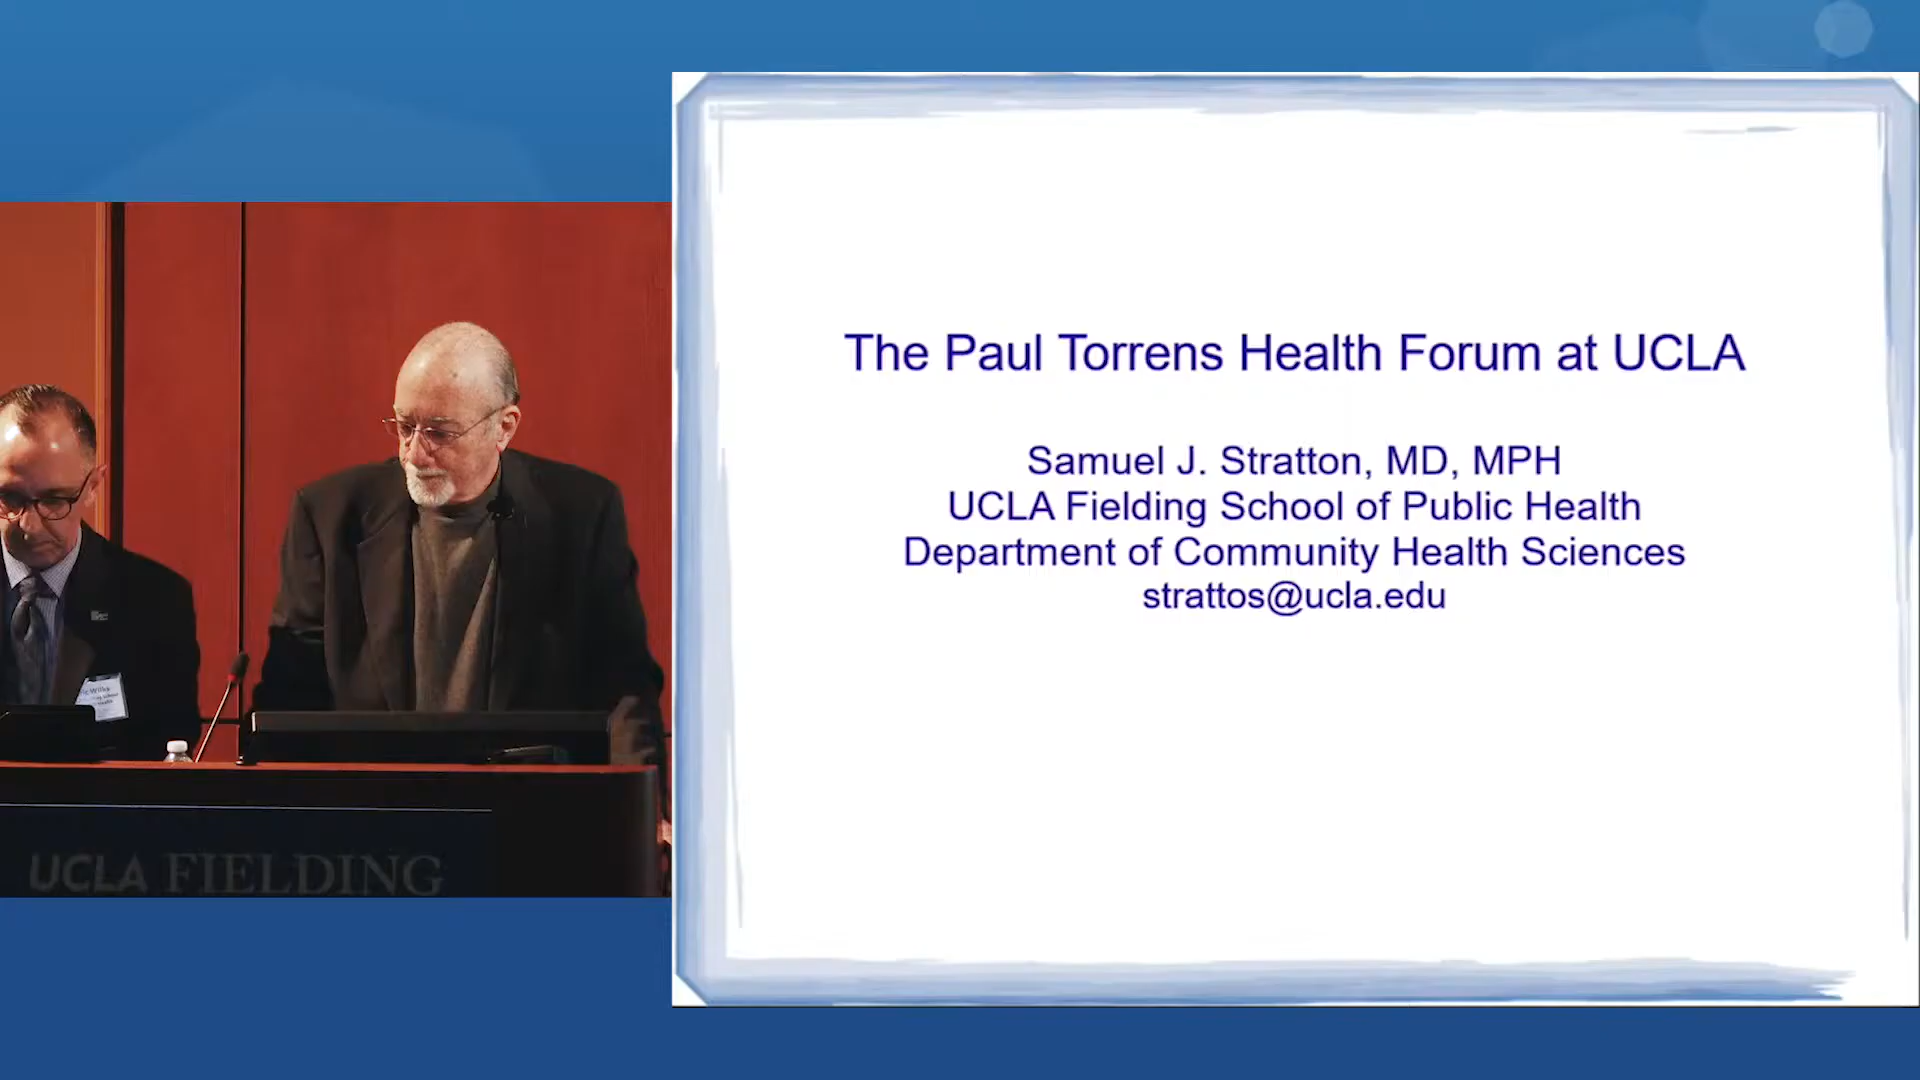 The Paul Torrens Health Forum at UCLA
Samuel J. Stratton, MD, MPH
UCLA Fielding School of Public Health
Department of Community Health Sciences
strattos@ucla.edu
UCLA FIELDING